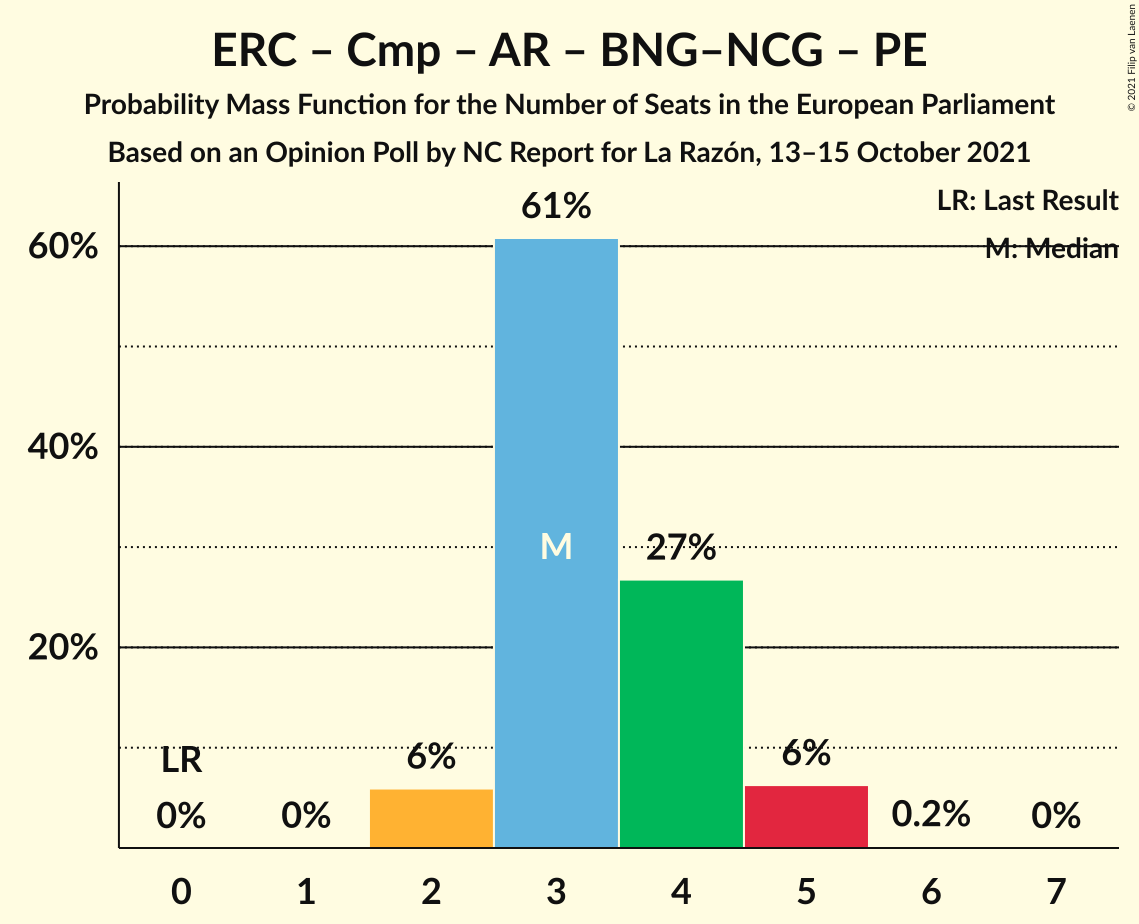 ERC – Cmp – AR – BNG–NCG – PE
Probability Mass Function for the Number of Seats in the European Parliament
Based on an Opinion Poll by NC Report for La Razón, 13–15 October 2021
© 2021 Filip van Laenen
LR: Last Result
M: Median
60%
40%
20%
61%
M
27%
LR
0%
0%
6%
6%
0.2%
0%
0 1 2 3 4 5 6 7